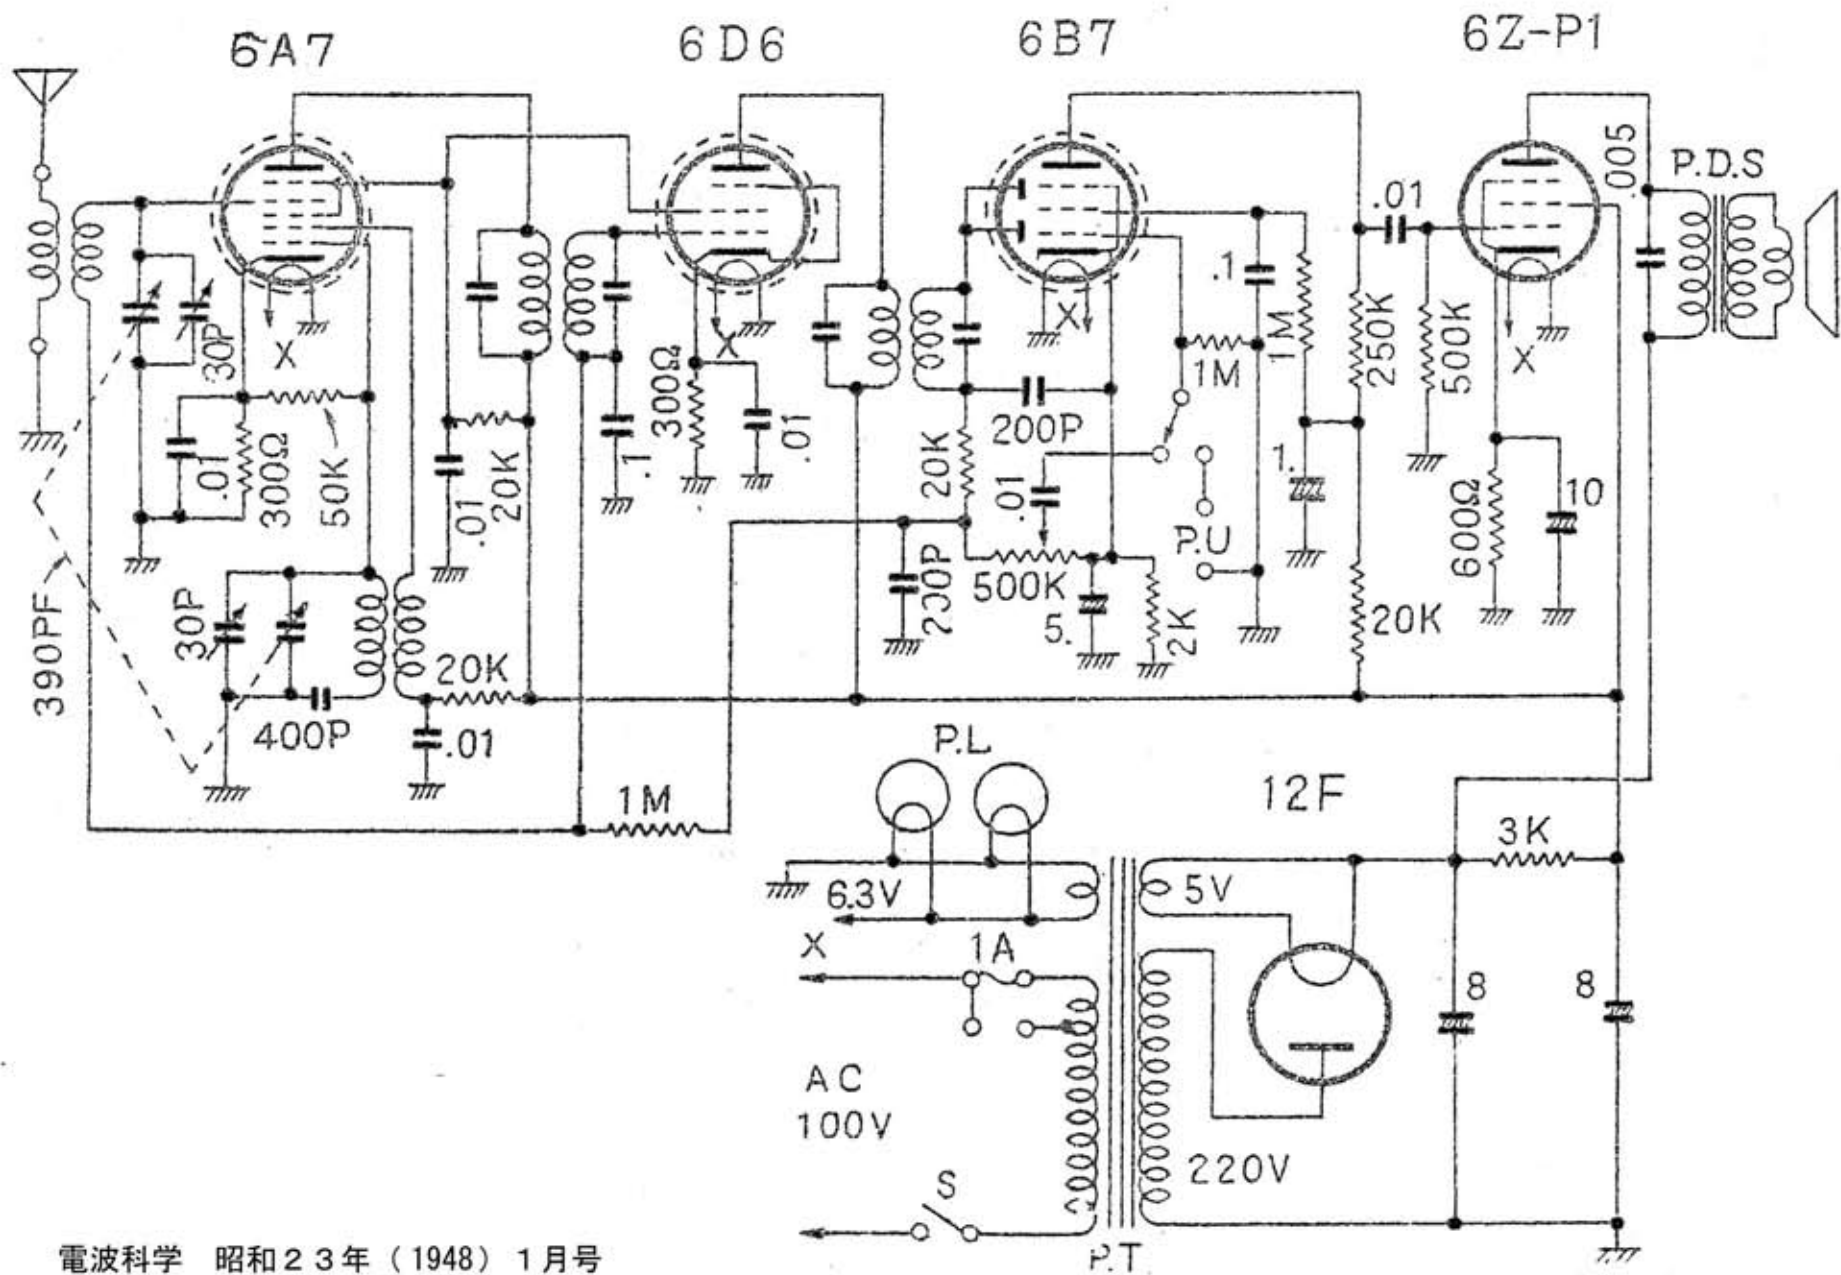 6A7
6D6
6B7
6Z-P1
.005
P.D.S
.01
30P
X
X
X
X
.1
1M
1M
250K
500K
.01
300Ω
50K
.01
20K
.1
300Ω
.01
200P
20K
.01
P.U
1.
600Ω
10
390PF
30P
400P
20K
.01
200P
500K
5.
2K
20K
1M
P.L
12F
3K
6.3V
5V
X
1A
8
8
AC
100V
220V
S
P.T
電波科学 昭和23年（1948）1月号